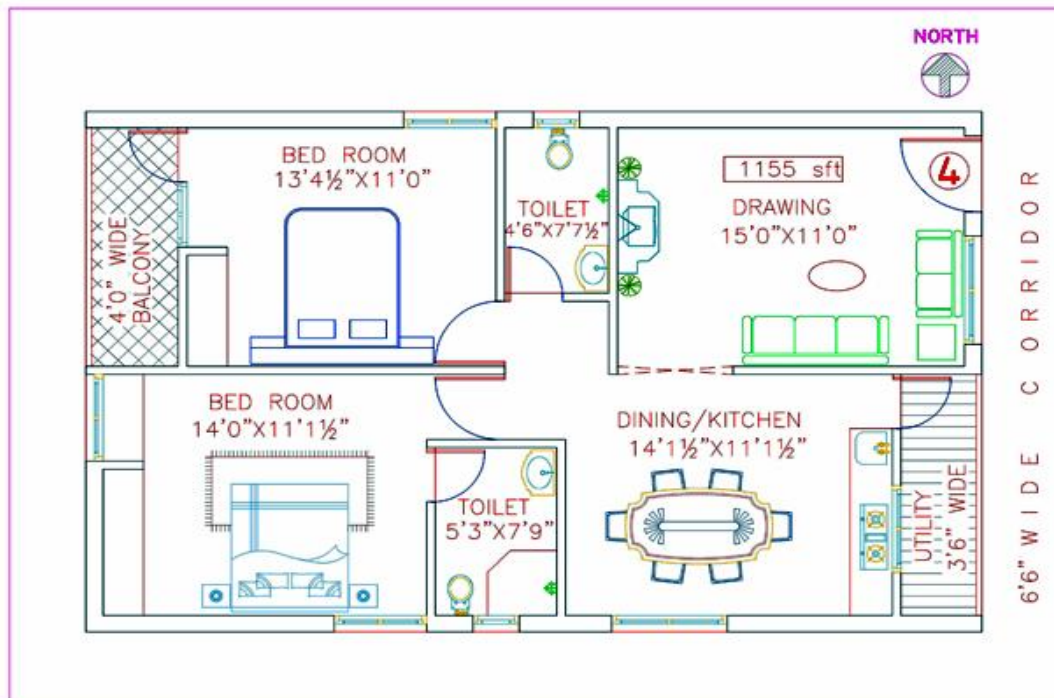 NORTH
BED ROOM
13'4½"X11'0"
TOILET
4'6"X7'7½"
1155 sft
4
DRAWING
15'0"X11'0"
4'0" WIDE
BALCONY
BED ROOM
14'0"X11'1½"
TOILET
5'3"X7'9"
DINING/KITCHEN
14'1½"X11'1½"
UTILITY
3'6" WIDE
6'6" WIDE C ORRIDOR